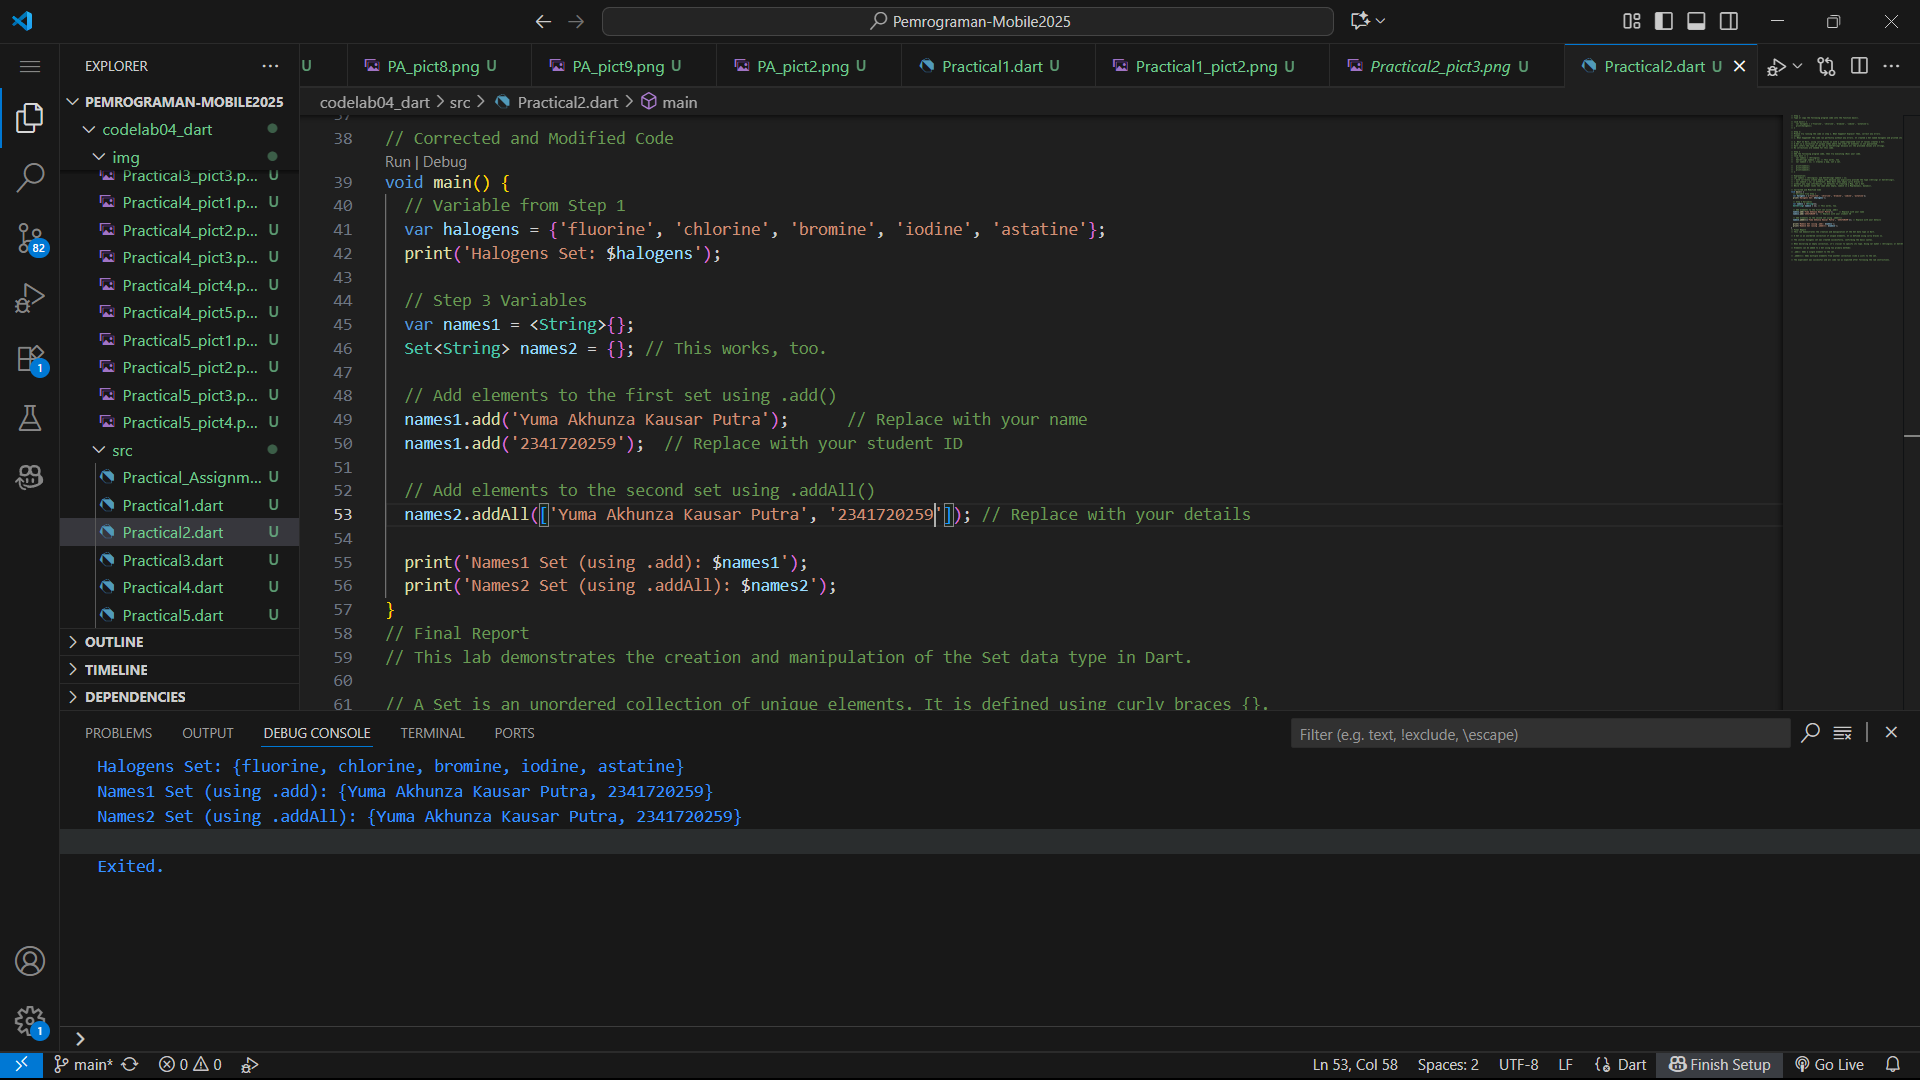 Pemrograman-Mobile2025
EXPLORER
U
PA_pict8.png U
PA_pict9.png U
PA_pict2.png U
Practical1.dart U
Practical1_pict2.png U
Practical2_pict3.png U
Practical2.dart U
PEMROGRAMAN-MOBILE2025
codelab04_dart
img
Practical3_pict3.p... U
Practical4_pict1.p... U
Practical4_pict2.p... U
Practical4_pict3.p... U
Practical4_pict4.p... U
Practical4_pict5.p... U
Practical5_pict1.p... U
Practical5_pict2.p... U
Practical5_pict3.p... U
Practical5_pict4.p... U
src
Practical_Assignm... U
Practical1.dart U
Practical2.dart U
Practical3.dart U
Practical4.dart U
Practical5.dart U
OUTLINE
TIMELINE
DEPENDENCIES
82
1
1
codelab04_dart > src > Practical2.dart > main
37
38 // Corrected and Modified Code
Run | Debug
39 void main() {
40 // Variable from Step 1
41 var halogens = {'fluorine', 'chlorine', 'bromine', 'iodine', 'astatine'};
42 print('Halogens Set: $halogens');
43
44 // Step 3 Variables
45 var names1 = <String>{};
46 Set<String> names2 = {}; // This works, too.
47
48 // Add elements to the first set using .add()
49 names1.add('Yuma Akhunza Kausar Putra'); // Replace with your name
50 names1.add('2341720259'); // Replace with your student ID
51
52 // Add elements to the second set using .addAll()
53 names2.addAll(['Yuma Akhunza Kausar Putra', '2341720259']); // Replace with your details
54
55 print('Names1 Set (using .add): $names1');
56 print('Names2 Set (using .addAll): $names2');
57 }
58 // Final Report
59 // This lab demonstrates the creation and manipulation of the Set data type in Dart.
60
61 // A Set is an unordered collection of unique elements. It is defined using curly braces {}.
PROBLEMS OUTPUT DEBUG CONSOLE TERMINAL PORTS
Filter (e.g. text, !exclude, \escape)
Halogens Set: {fluorine, chlorine, bromine, iodine, astatine}
Names1 Set (using .add): {Yuma Akhunza Kausar Putra, 2341720259}
Names2 Set (using .addAll): {Yuma Akhunza Kausar Putra, 2341720259}
Exited.
main* 0 0 Ln 53, Col 58 Spaces: 2 UTF-8 LF Dart Finish Setup Go Live